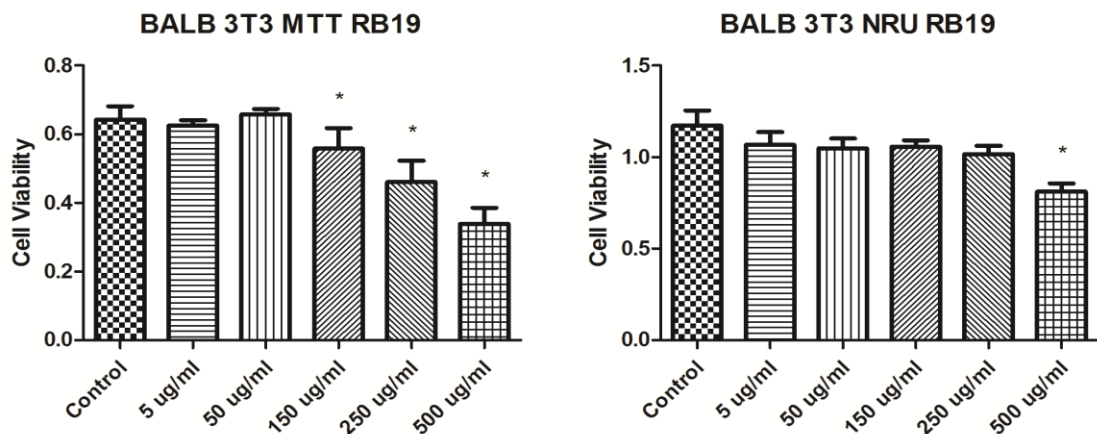 BALB 3T3 MTT RB19
Cell Viability
0.8
0.6
0.4
0.2
0.0
*
*
*
Control
5 ug/ml
50 ug/ml
150 ug/ml
250 ug/ml
500 ug/ml
BALB 3T3 NRU RB19
Cell Viability
1.5
1.0
0.5
0.0
*
Control
5 ug/ml
50 ug/ml
150 ug/ml
250 ug/ml
500 ug/ml